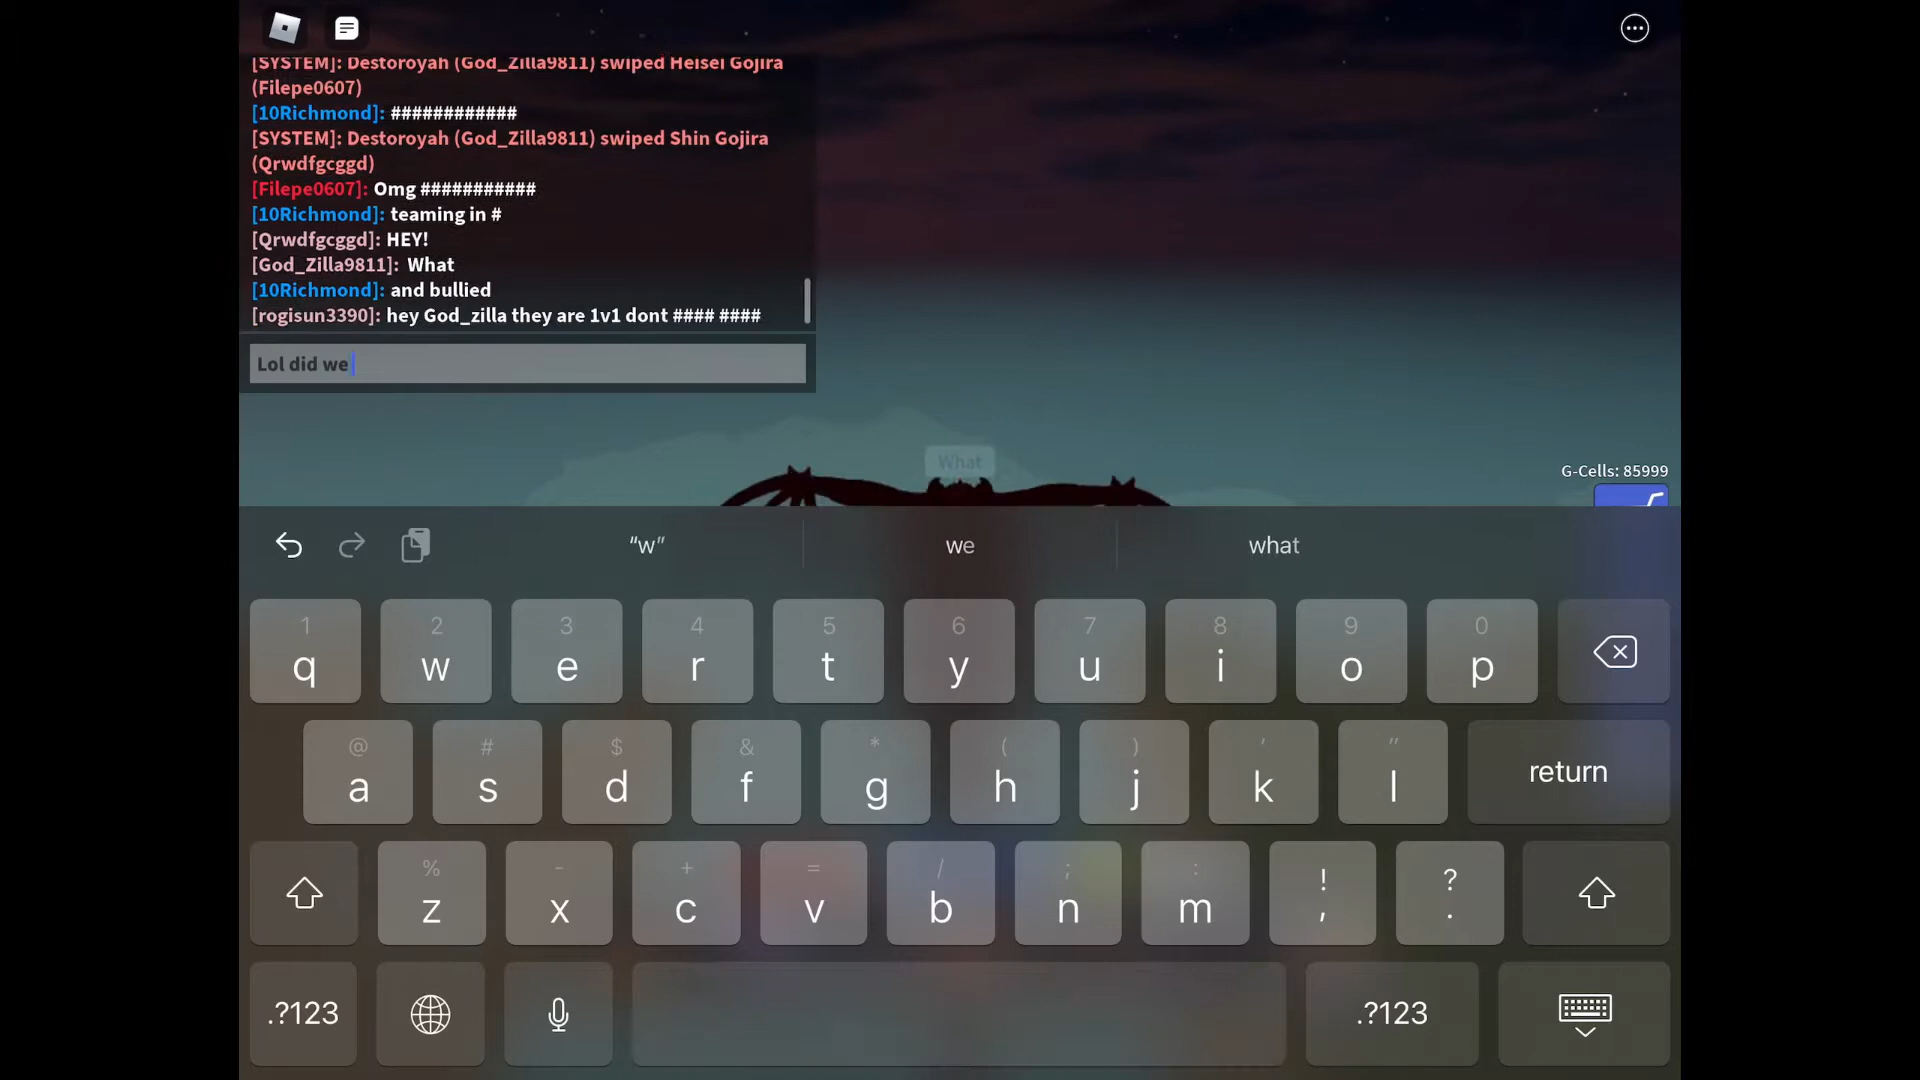 [SYSTEM]: Destoroyah (God_Zilla9811) swiped Heisei Gojira
(Filepe0607)
[10Richmond]: ############
[SYSTEM]: Destoroyah (God_Zilla9811) swiped Shin Gojira
(Qrwdfgcggd)
[Filepe0607]: Omg ###########
[10Richmond]: teaming in #
[Qrwdfgcggd]: HEY!
[God_Zilla9811]: What
[10Richmond]: and bullied
[rogisun3390]: hey God_zilla they are 1v1 dont #### ####
Lol did we
What
G-Cells: 85999
“w” we what
1 2 3 4 5 6 7 8 9 0
q w e r t y u i o p
@ # $ & * ( ) ' "
a s d f g h j k l return
% - + = / ; : ! ?
z x c v b n m , .
.?123 .?123